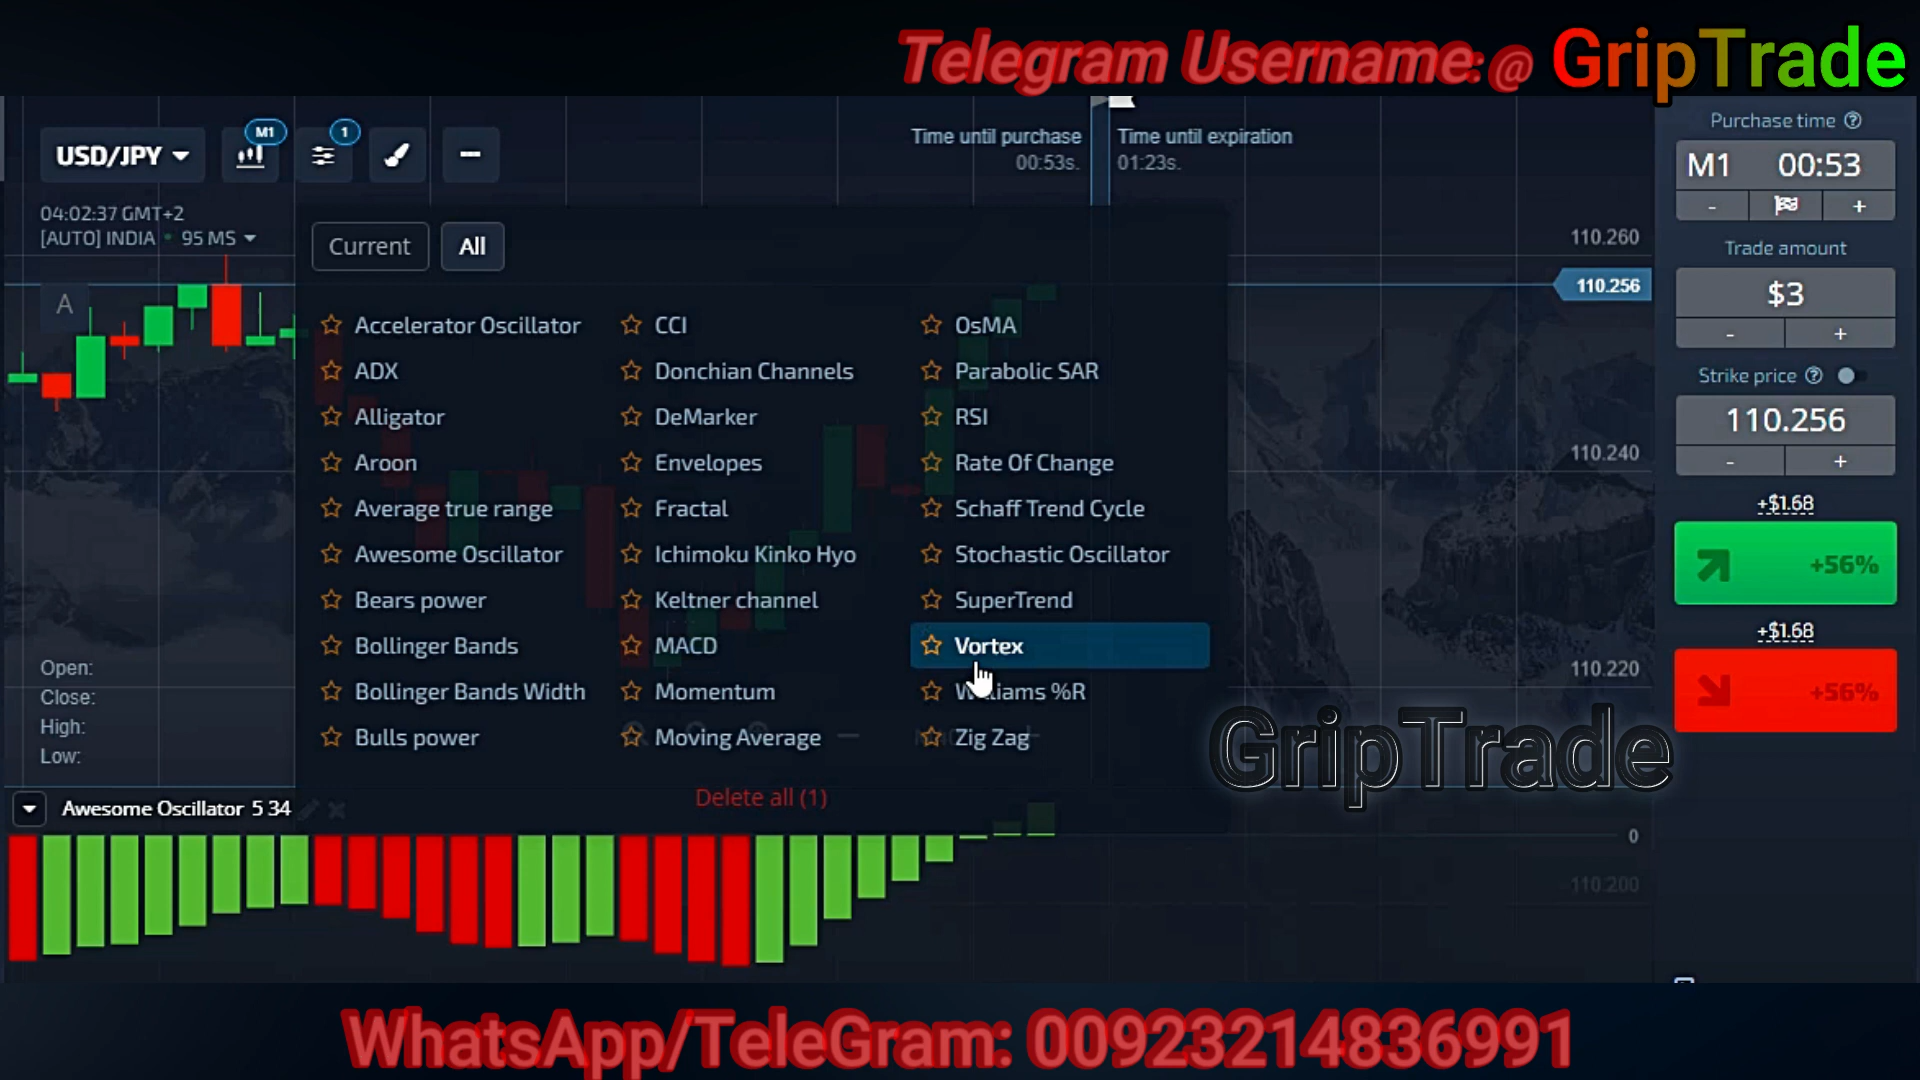 Telegram Username:@ GripTrade
USD/JPY
M1
1
Time until purchase
00:53s.
Time until expiration
01:23s.
04:02:37 GMT+2
[AUTO] INDIA 95 MS
A
Current
All
Accelerator Oscillator
ADX
Alligator
Aroon
Average true range
Awesome Oscillator
Bears power
Bollinger Bands
Bollinger Bands Width
Bulls power
CCI
Donchian Channels
DeMarker
Envelopes
Fractal
Ichimoku Kinko Hyo
Keltner channel
MACD
Momentum
Moving Average
OsMA
Parabolic SAR
RSI
Rate Of Change
Schaff Trend Cycle
Stochastic Oscillator
SuperTrend
Vortex
Williams %R
Zig Zag
Delete all (1)
Open:
Close:
High:
Low:
Awesome Oscillator 5 34
110.260
110.256
110.240
110.220
0
110.200
Purchase time
M1 00:53
- +
Trade amount
$3
- +
Strike price
110.256
- +
+$1.68
+56%
+$1.68
+56%
GripTrade
WhatsApp/TeleGram: 00923214836991